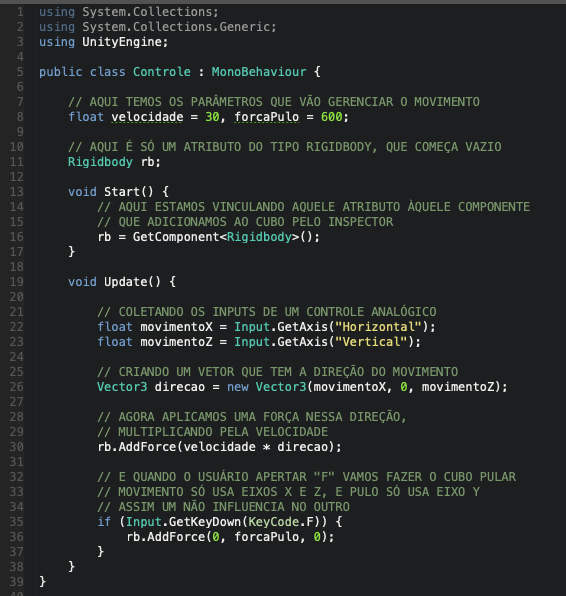 1 using System.Collections;
2 using System.Collections.Generic;
3 using UnityEngine;
4
5 public class Controle : MonoBehaviour {
6
7 // AQUI TEMOS OS PARÂMETROS QUE VÃO GERENCIAR O MOVIMENTO
8 float velocidade = 30, forcaPulo = 600;
9
10 // AQUI É SÓ UM ATRIBUTO DO TIPO RIGIDBODY, QUE COMEÇA VAZIO
11 Rigidbody rb;
12
13 void Start() {
14 // AQUI ESTAMOS VINCULANDO AQUELE ATRIBUTO ÀQUELE COMPONENTE
15 // QUE ADICIONAMOS AO CUBO PELO INSPECTOR
16 rb = GetComponent<Rigidbody>();
17 }
18
19 void Update() {
20
21 // COLETANDO OS INPUTS DE UM CONTROLE ANALÓGICO
22 float movimentoX = Input.GetAxis("Horizontal");
23 float movimentoZ = Input.GetAxis("Vertical");
24
25 // CRIANDO UM VETOR QUE TEM A DIREÇÃO DO MOVIMENTO
26 Vector3 direcao = new Vector3(movimentoX, 0, movimentoZ);
27
28 // AGORA APLICAMOS UMA FORÇA NESSA DIREÇÃO,
29 // MULTIPLICANDO PELA VELOCIDADE
30 rb.AddForce(velocidade * direcao);
31
32 // E QUANDO O USUÁRIO APERTAR "F" VAMOS FAZER O CUBO PULAR
33 // MOVIMENTO SÓ USA EIXOS X E Z, E PULO SÓ USA EIXO Y
34 // ASSIM UM NÃO INFLUENCIA NO OUTRO
35 if (Input.GetKeyDown(KeyCode.F)) {
36 rb.AddForce(0, forcaPulo, 0);
37 }
38 }
39 }
40